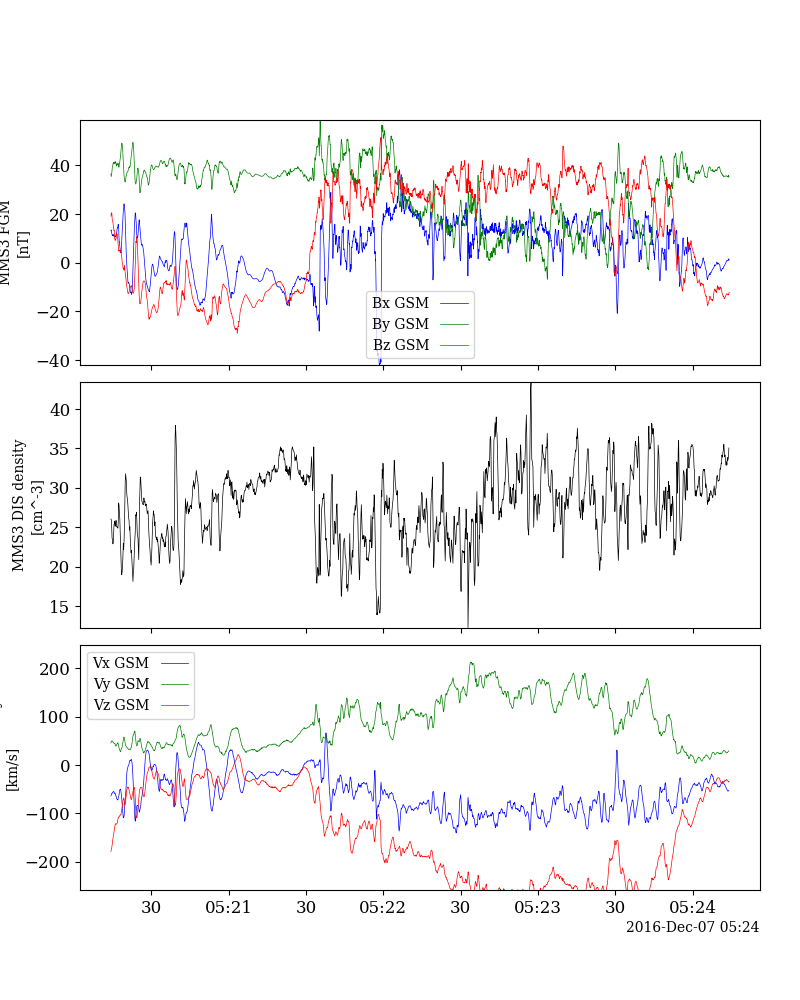 40
20
0
−20
−40
MMS3 FGM
[nT]
Bx GSM
By GSM
Bz GSM
40
35
30
25
20
15
MMS3 DIS density
[cm^-3]
200
100
0
−100
−200
[km/s]
Vx GSM
Vy GSM
Vz GSM
30 05:21 30 05:22 30 05:23 30 05:24
2016-Dec-07 05:24